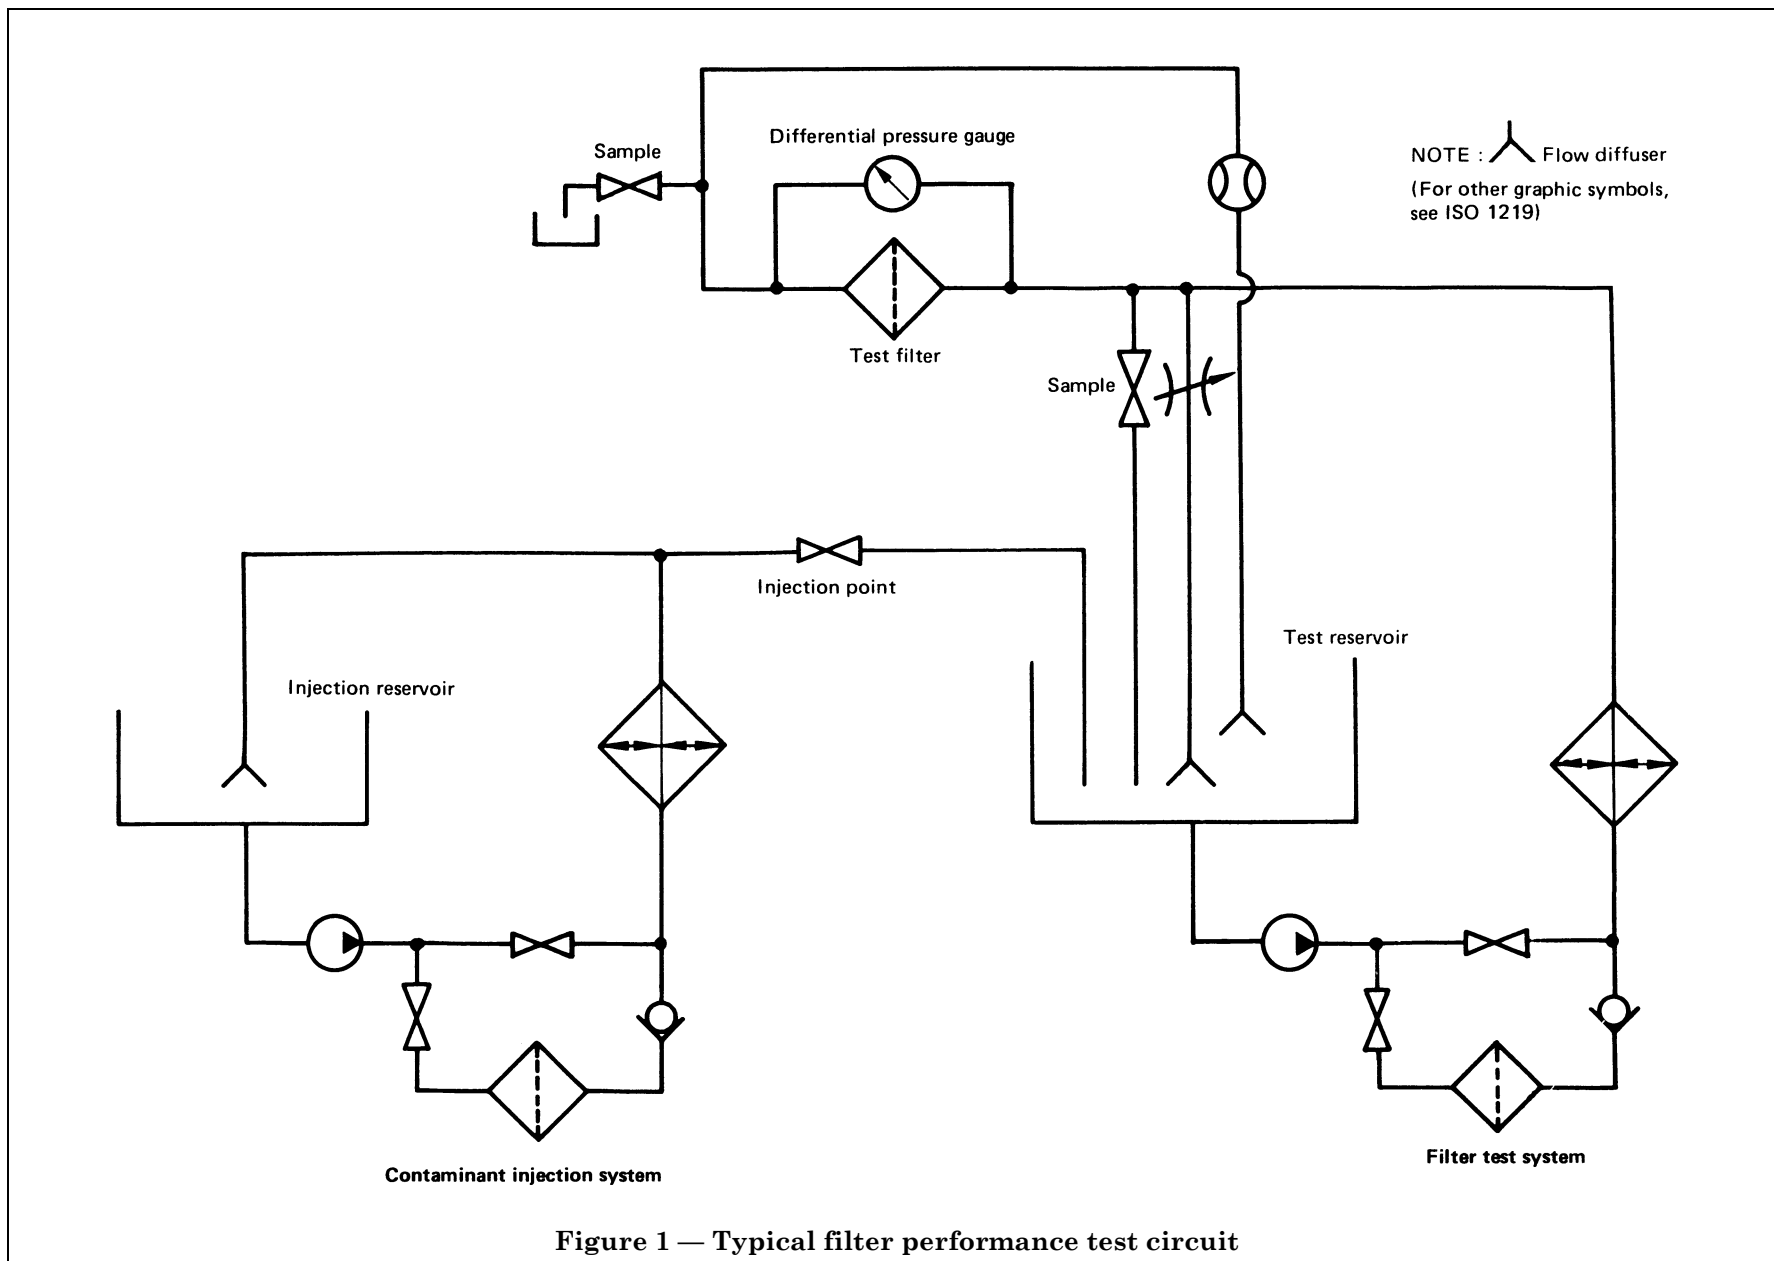 Differential pressure gauge
Sample
NOTE : Flow diffuser
(For other graphic symbols,
see ISO 1219)
Test filter
Sample
Injection point
Test reservoir
Injection reservoir
Filter test system
Contaminant injection system
Figure 1 — Typical filter performance test circuit